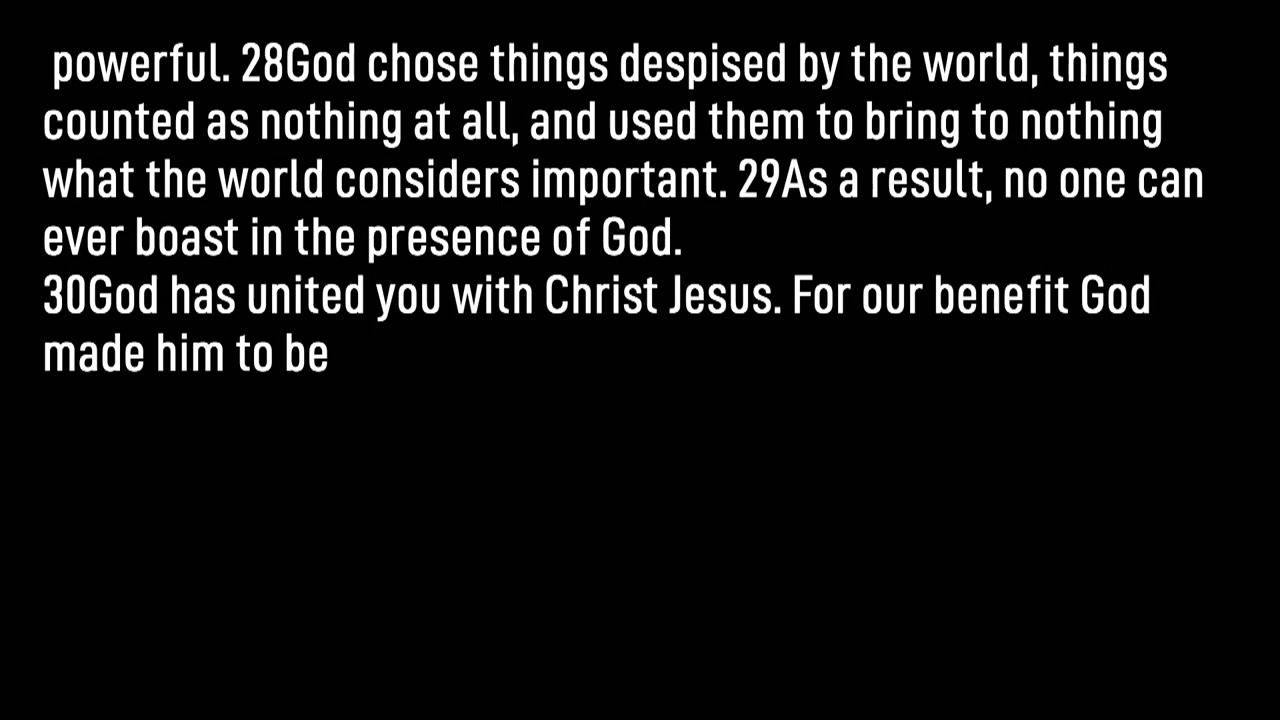 powerful. 28God chose things despised by the world, things
counted as nothing at all, and used them to bring to nothing
what the world considers important. 29As a result, no one can
ever boast in the presence of God.
30God has united you with Christ Jesus. For our benefit God
made him to be